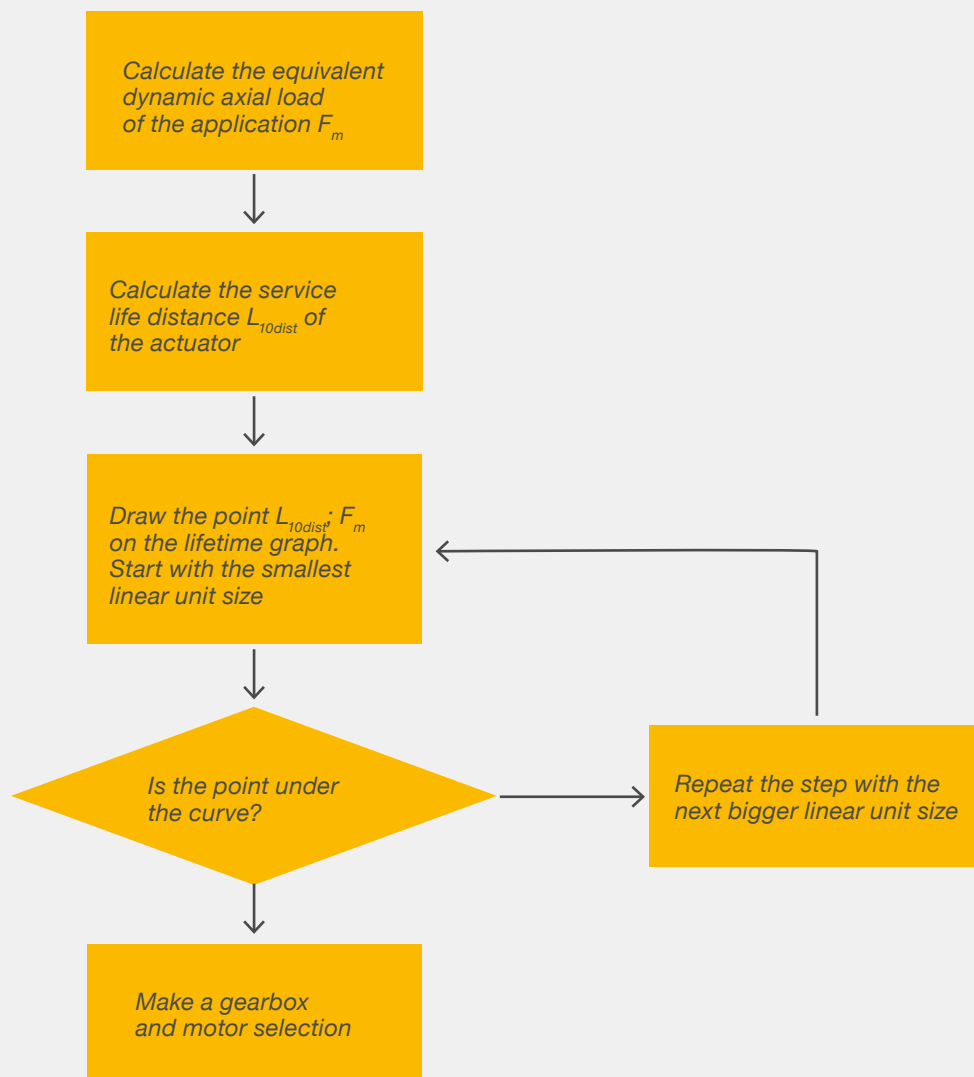 Calculate the equivalent
dynamic axial load
of the application Fm
Calculate the service
life distance L10dist of
the actuator
Draw the point L10dist; Fm
on the lifetime graph.
Start with the smallest
linear unit size
Is the point under
the curve?
Repeat the step with the
next bigger linear unit size
Make a gearbox
and motor selection